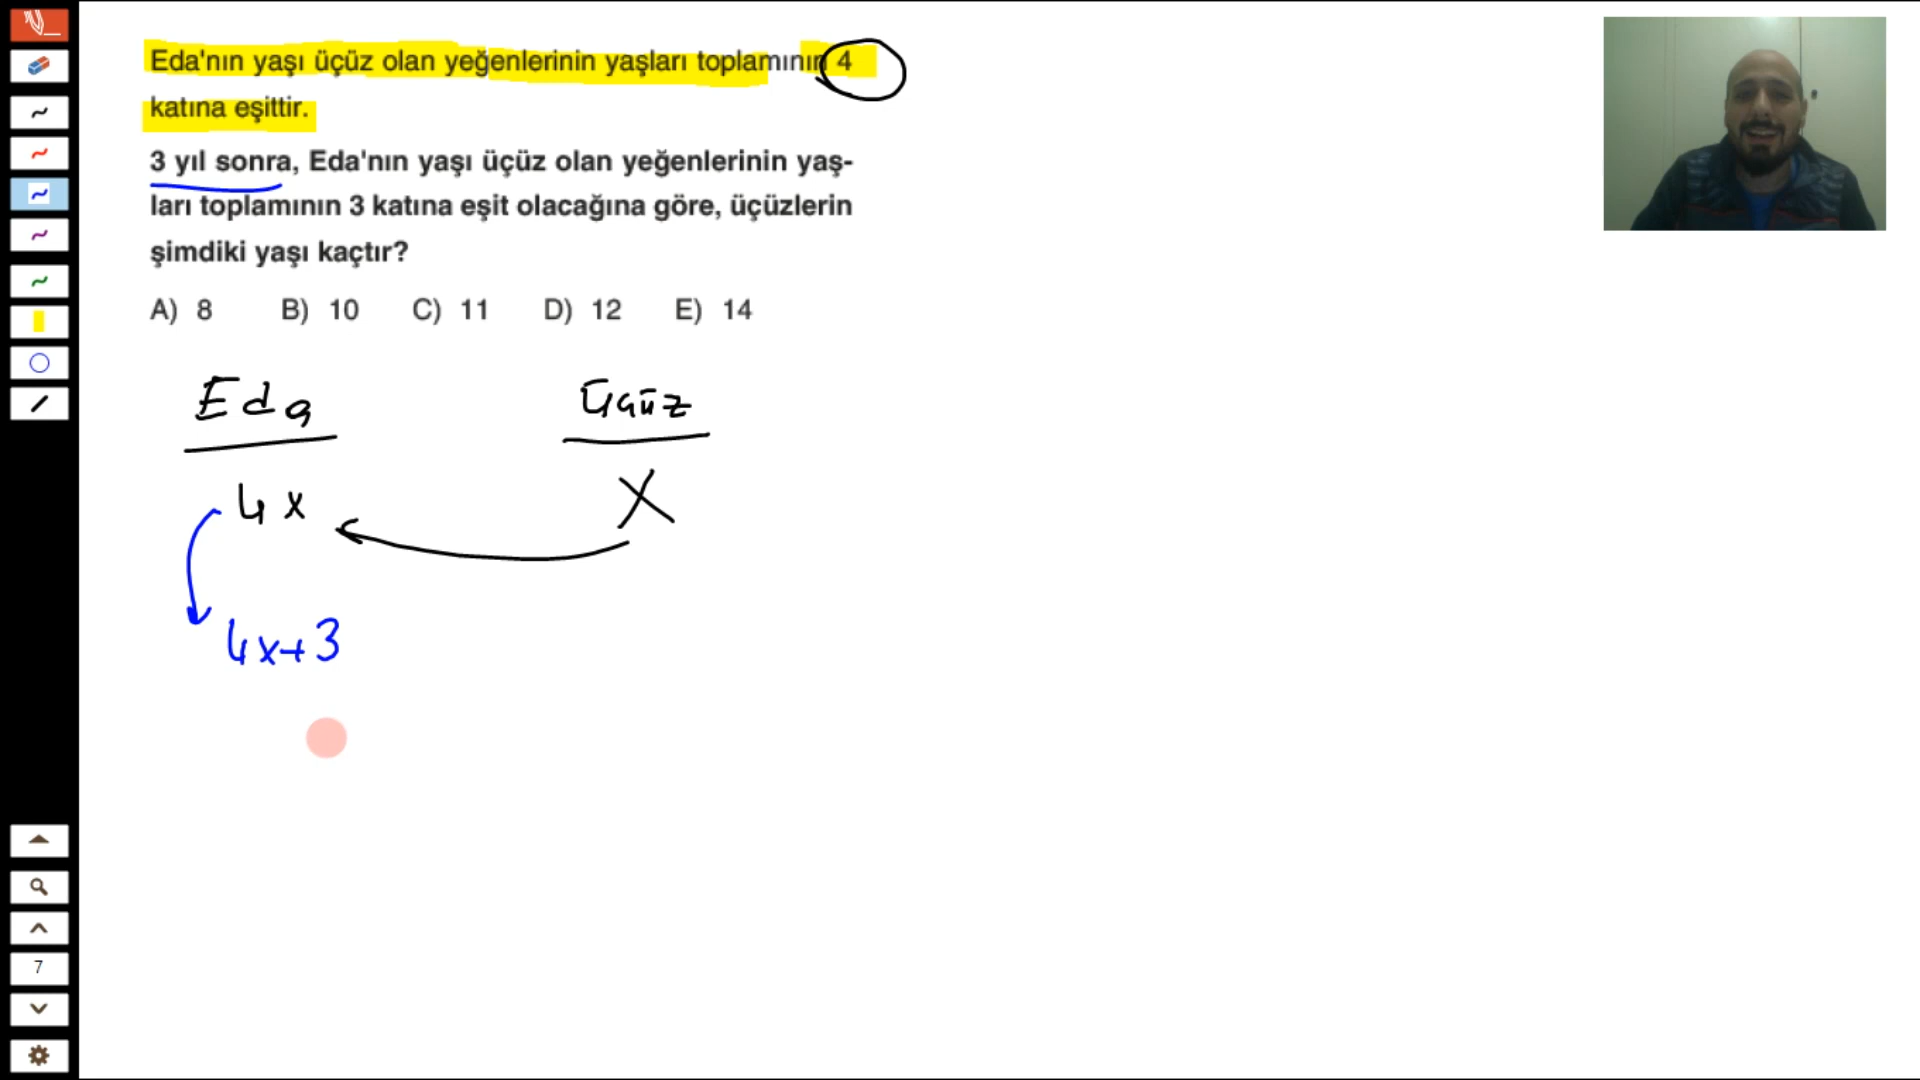 Eda'nın yaşı üçüz olan yeğenlerinin yaşları toplamının 4
katına eşittir.
3 yıl sonra, Eda'nın yaşı üçüz olan yeğenlerinin yaş-
ları toplamının 3 katına eşit olacağına göre, üçüzlerin
şimdiki yaşı kaçtır?
A) 8 B) 10 C) 11 D) 12 E) 14
Eda Üçüz
4x X
4x+3
7